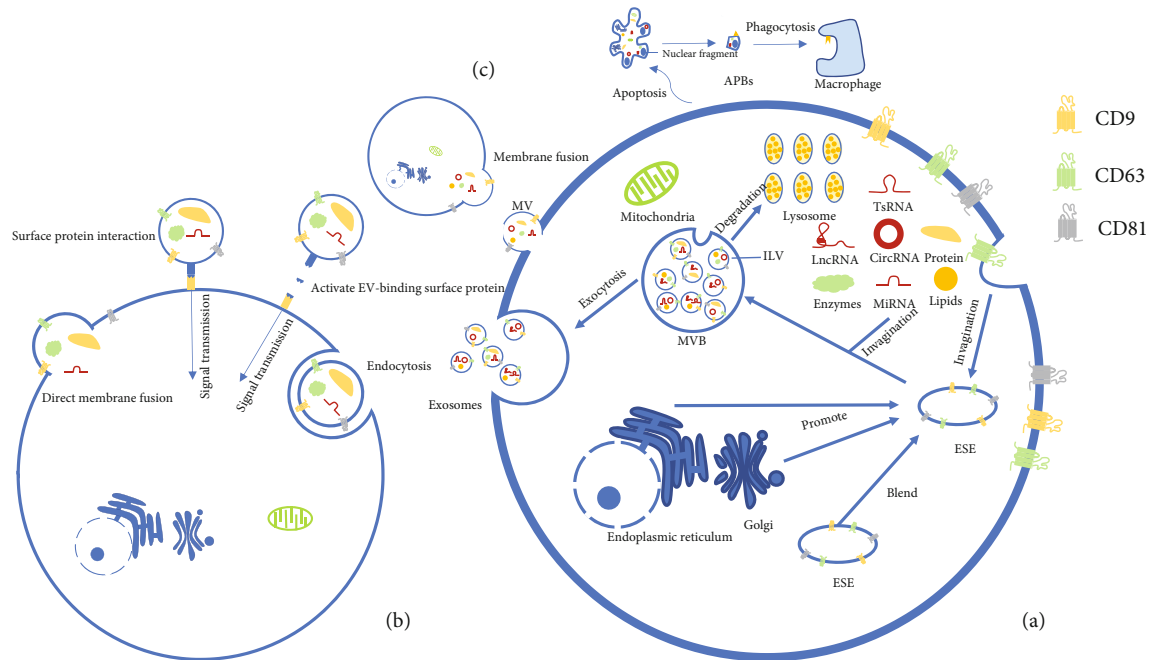 Phagocytosis
Nuclear fragment
APBs
Macrophage
Apoptosis
(c)
CD9
CD63
CD81
Membrane fusion
MV
Mitochondria
Degradation
Lysosome
TsRNA
LncRNA
CircRNA
Protein
ILV
Enzymes
MiRNA
Lipids
MVB
Exocytosis
Invagination
Invagination
Surface protein interaction
Activate EV-binding surface protein
Signal transmission
Signal transmission
Endocytosis
Direct membrane fusion
Exosomes
Promote
ESE
Blend
Golgi
Endoplasmic reticulum
ESE
(b)
(a)